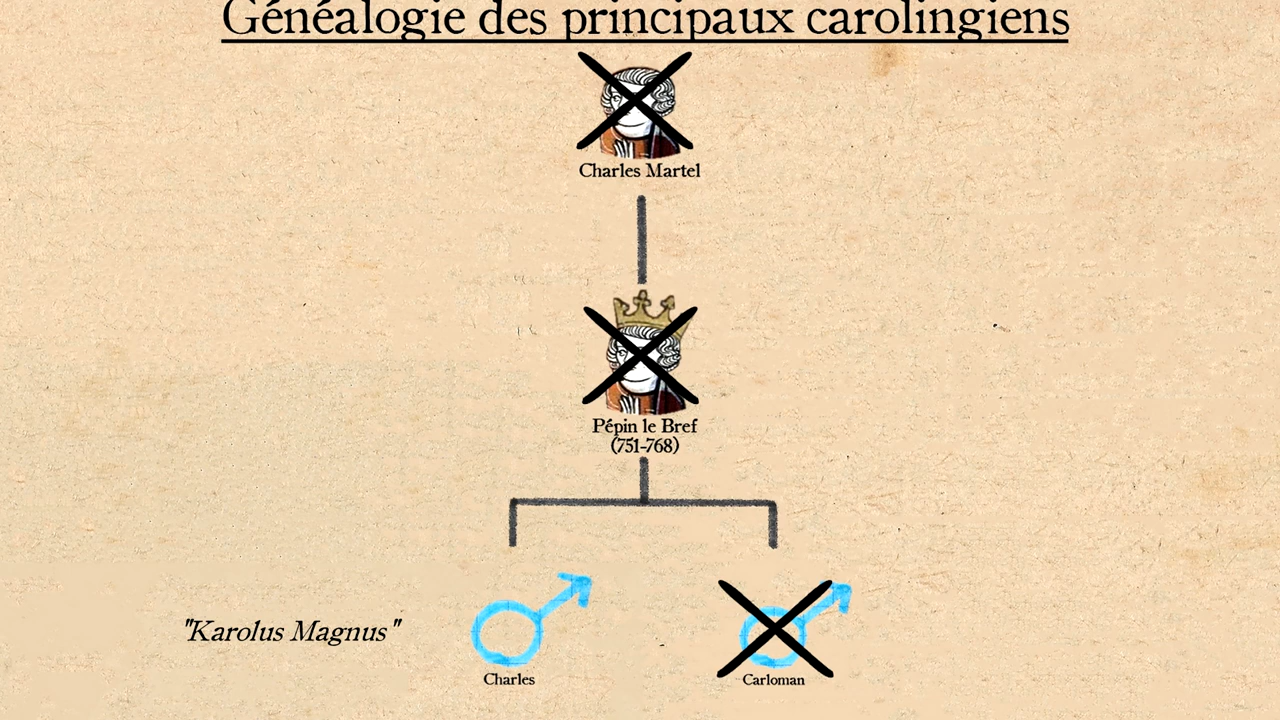 Généalogie des principaux carolingiens
Charles Martel
Pépin le Bref
(751-768)
"Karolus Magnus"
Charles
Carloman